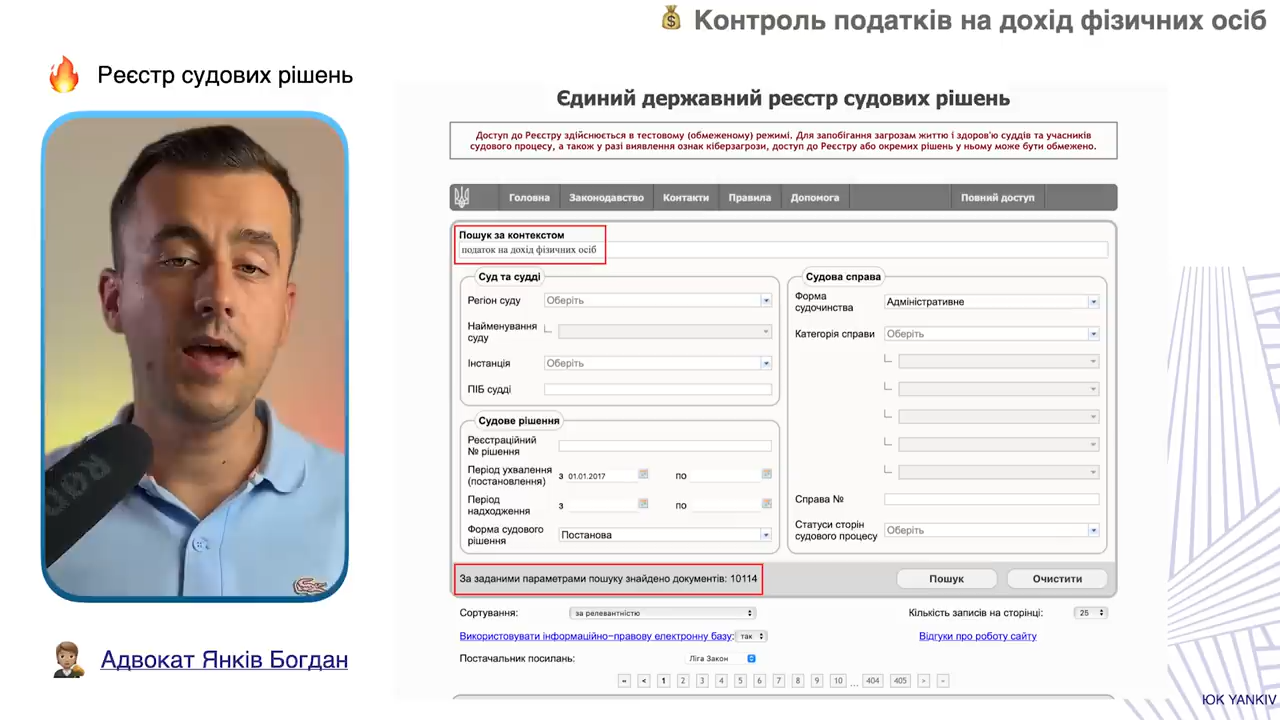 Контроль податків на дохід фізичних осіб
Реєстр судових рішень
Єдиний державний реєстр судових рішень
Доступ до Реєстру здійснюється в тестовому (обмеженому) режимі. Для запобігання загрозам життю і здоров'ю суддів та учасників
судового процесу, а також у разі виявлення ознак кіберзагрози, доступ до Реєстру або окремих рішень у ньому може бути обмежено.
Головна Законодавство Контакти Правила Допомога Повний доступ
Пошук за контекстом
податок на дохід фізичних осіб
Суд та судді
Регіон суду Оберіть
Найменування
суду
Інстанція Оберіть
ПІБ судді
Судове рішення
Реєстраційний
№ рішення
Період ухвалення
(постановлення) з 01.01.2017 по
Період
надходження з по
Форма судового
рішення Постанова
Судова справа
Форма
судочинства Адміністративне
Категорія справи Оберіть
Справа №
Статуси сторін
судового процесу Оберіть
За заданими параметрами пошуку знайдено документів: 10114
Пошук Очистити
Сортування: за релевантністю Кількість записів на сторінці: 25
Використовувати інформаційно-правову електронну базу: так Відгуки про роботу сайту
Постачальник посилань: Ліга Закон
« < 1 2 3 4 5 6 7 8 9 10 ... 404 405 > »
RØD
Адвокат Янків Богдан
ЮК YANKIV